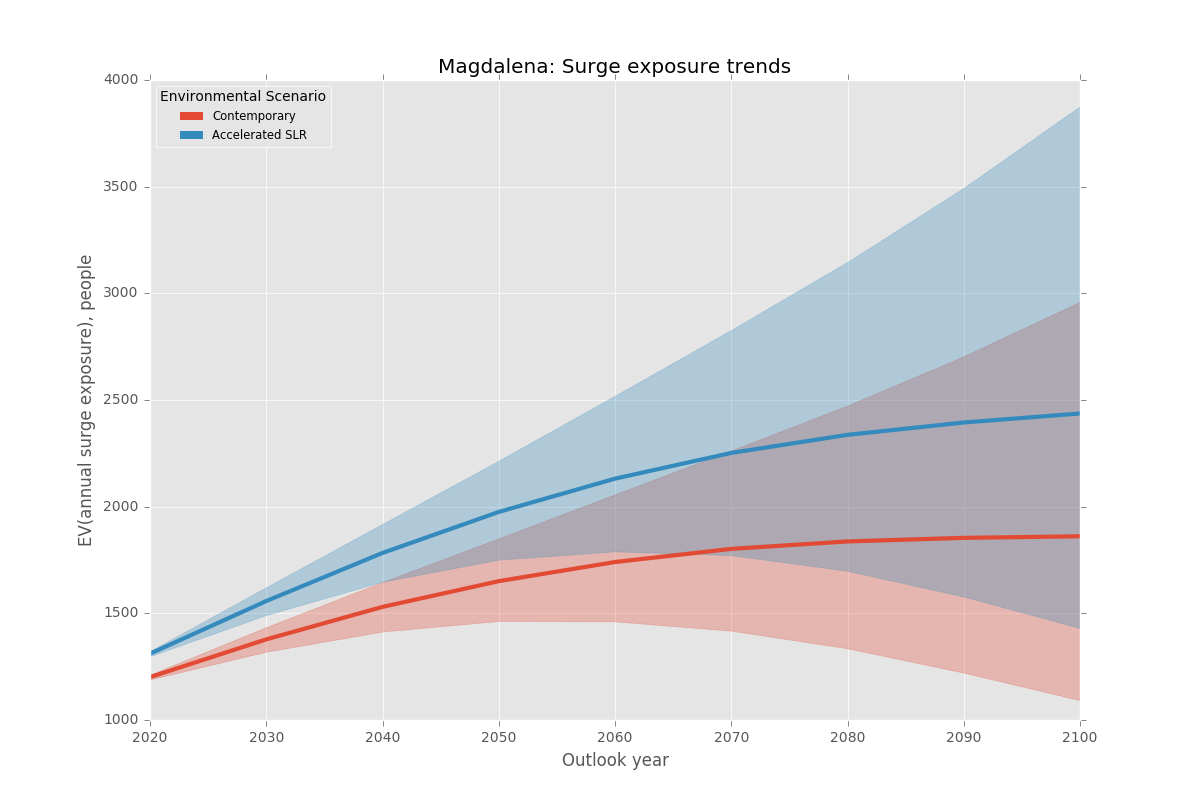 Magdalena: Surge exposure trends
4000
3500
3000
2500
2000
1500
1000
EV(annual surge exposure), people
Environmental Scenario
Contemporary
Accelerated SLR
2020 2030 2040 2050 2060 2070 2080 2090 2100
Outlook year